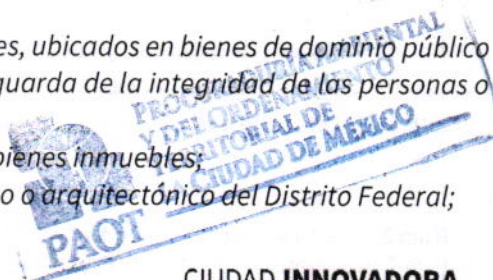 es, ubicados en bienes de dominio público
guarda de la integridad de las personas o
bienes inmuebles;
o o arquitectónico del Distrito Federal;
PROCURADURÍA AMBIENTAL
Y DEL ORDENAMIENTO
TERRITORIAL DE
CIUDAD DE MÉXICO
PAOT
CIUDAD INNOVADORA